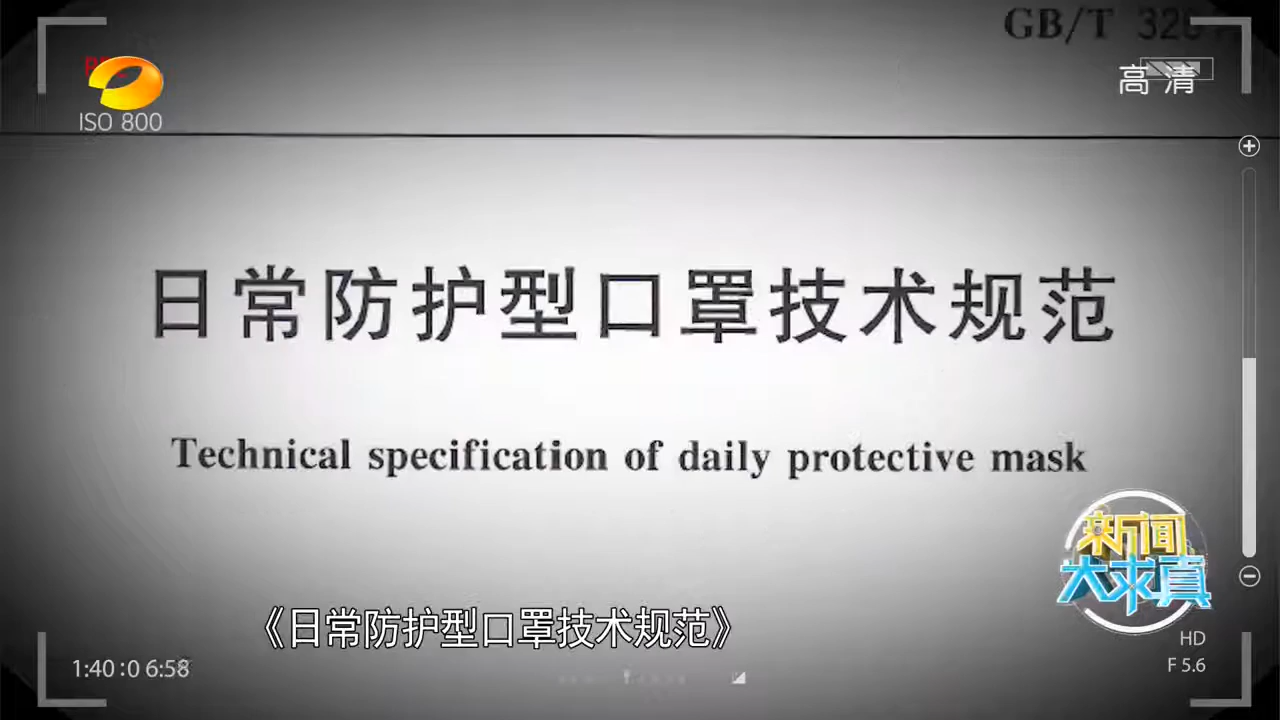 GB/T 326
高清
ISO 800
日常防护型口罩技术规范
Technical specification of daily protective mask
新闻
大求真
《日常防护型口罩技术规范》
HD
1:40:06:58
F 5.6